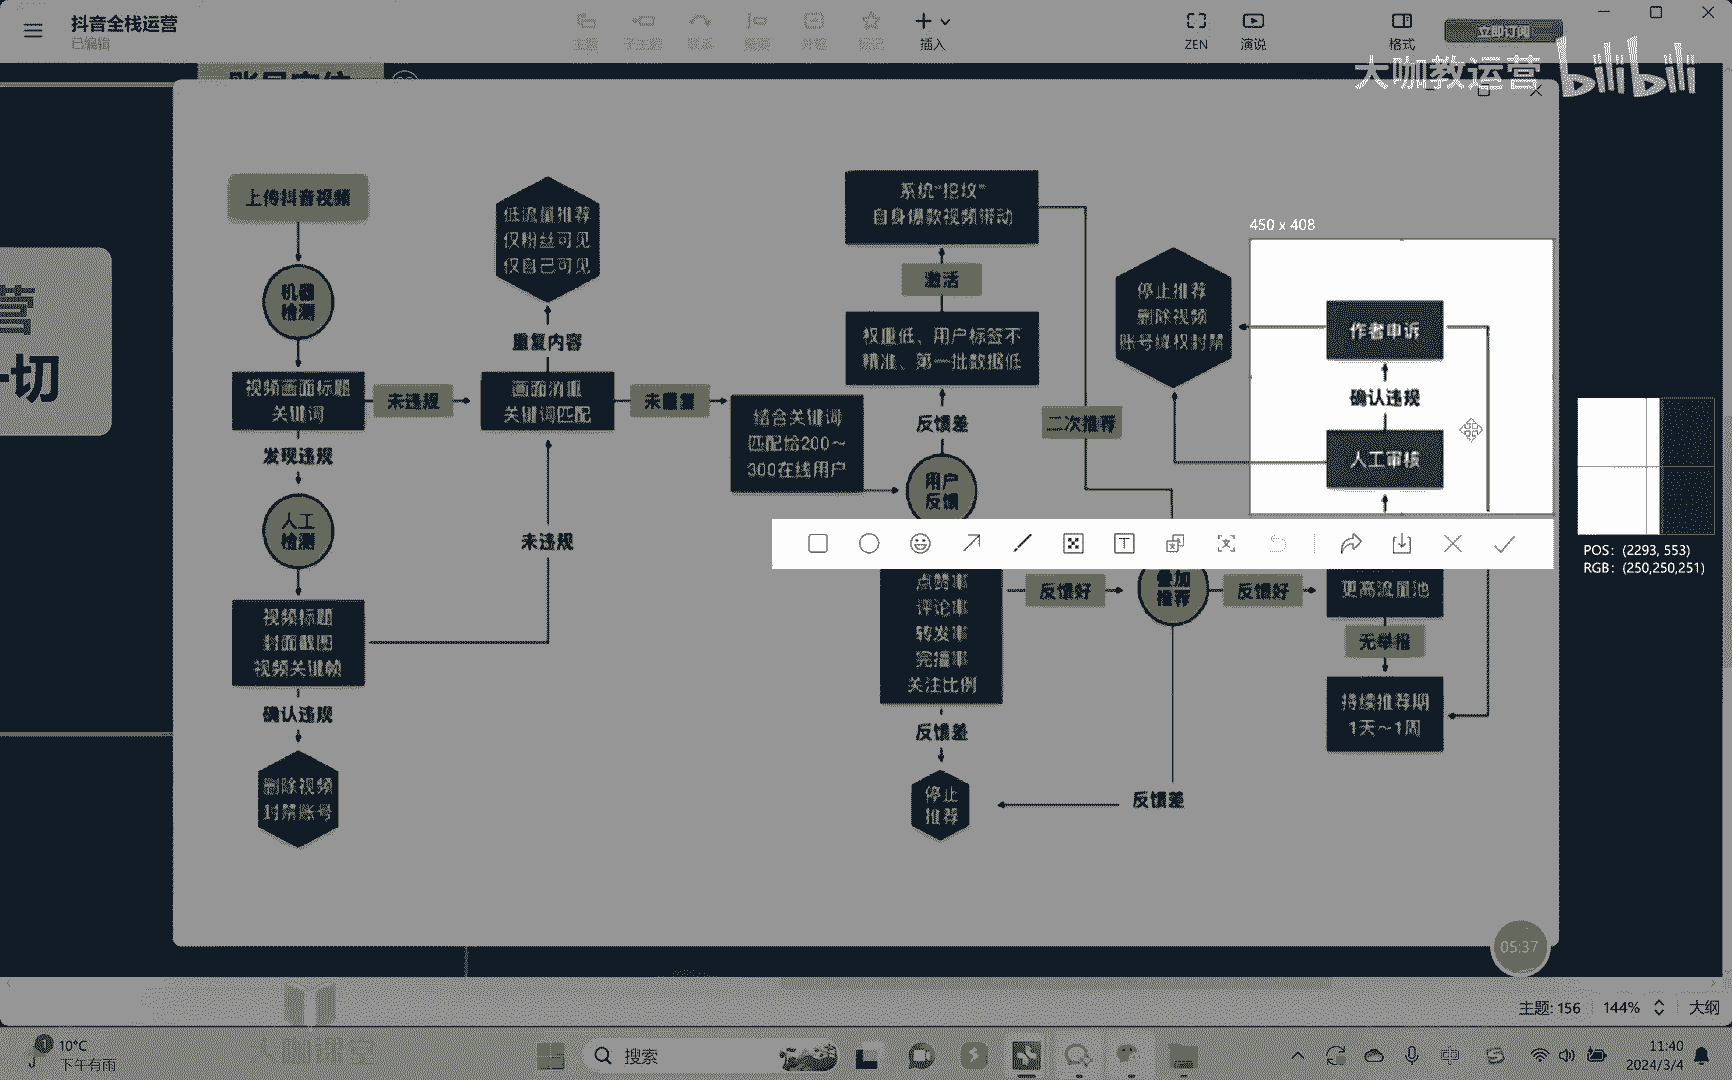 抖音全栈运营
已编辑
主题
子主题
联系
概要
外框
标记
插入
ZEN
演说
格式
立即订阅
大咖教运营
bilibili
营
一切
上传抖音视频
机器
检测
视频画面标题
关键词
发现违规
人工
检测
视频标题
封面截图
视频关键帧
确认违规
删除视频
封禁账号
未违规
低流量推荐
仅粉丝可见
仅自己可见
重复内容
画面消重
关键词匹配
未违规
未重复
结合关键词
匹配给200～
300在线用户
系统“挖坟”
自身爆款视频带动
激活
权重低、用户标签不
精准、第一批数据低
反馈差
用户
反馈
点赞率
评论率
转发率
完播率
关注比例
反馈差
停止
推荐
反馈好
二次推荐
叠加
推荐
反馈差
反馈好
停止推荐
删除视频
账号降权封禁
450 x 408
作者申诉
确认违规
人工审核
更高流量池
无举报
持续推荐期
1天～1周
POS: (2293, 553)
RGB: (250,250,251)
05:37
主题: 156
144%
大纲
大咖课堂
1
10°C
下午有雨
搜索
中
11:40
2024/3/4